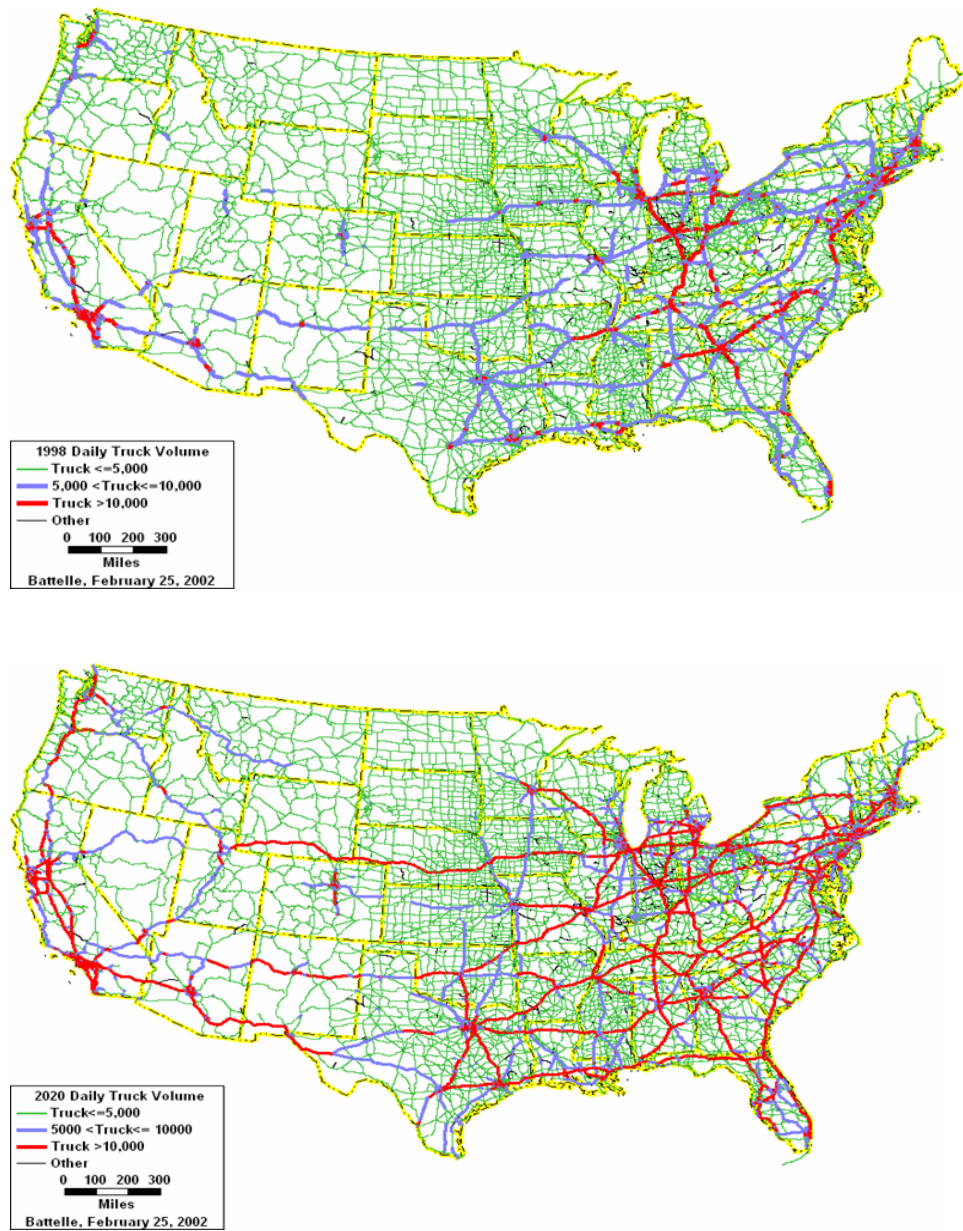 1998 Daily Truck Volume
Truck <=5,000
5,000 <Truck<=10,000
Truck >10,000
Other
0 100 200 300
Miles
Battelle, February 25, 2002
2020 Daily Truck Volume
Truck<=5,000
5000 <Truck<= 10000
Truck >10,000
Other
0 100 200 300
Miles
Battelle, February 25, 2002